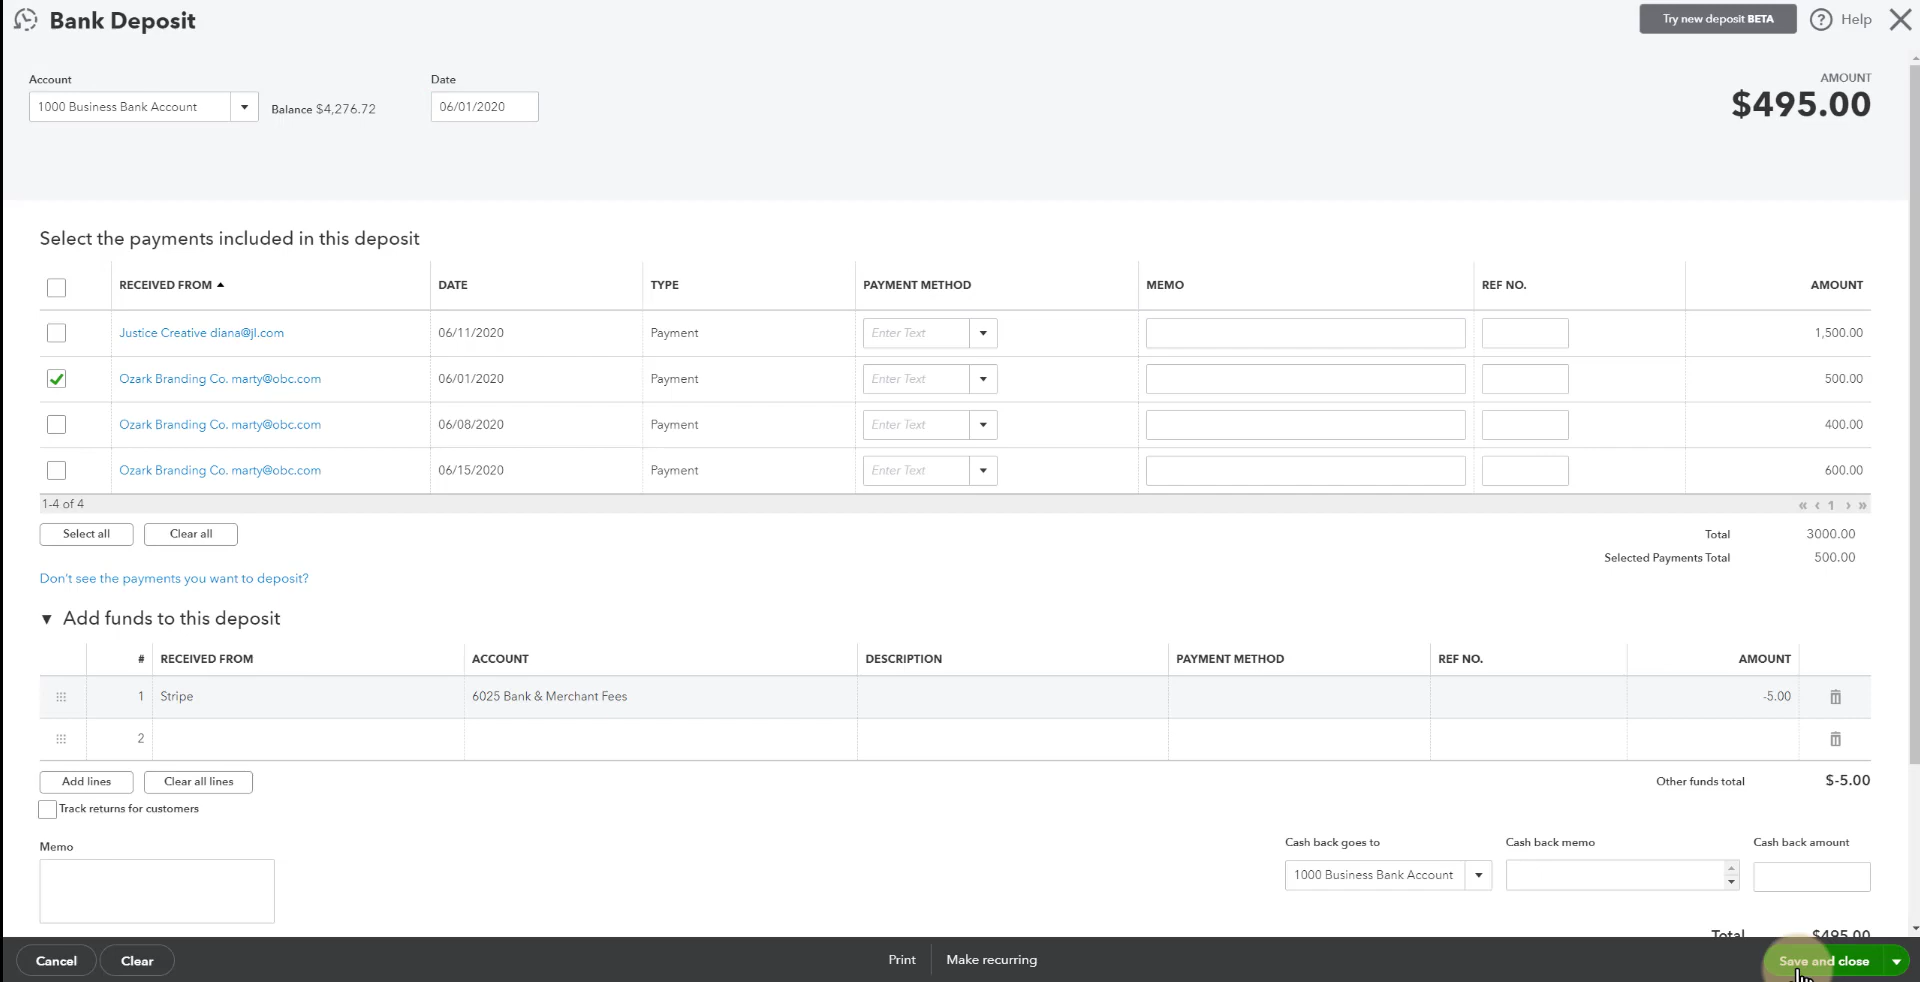 Bank Deposit
Try new deposit BETA
Help
Account
Date
AMOUNT
1000 Business Bank Account
Balance $4,276.72
06/01/2020
$495.00
Select the payments included in this deposit
RECEIVED FROM DATE TYPE PAYMENT METHOD MEMO REF NO. AMOUNT
Justice Creative diana@jl.com 06/11/2020 Payment Enter Text 1,500.00
Ozark Branding Co. marty@obc.com 06/01/2020 Payment Enter Text 500.00
Ozark Branding Co. marty@obc.com 06/08/2020 Payment Enter Text 400.00
Ozark Branding Co. marty@obc.com 06/15/2020 Payment Enter Text 600.00
1-4 of 4 « ‹ 1 › »
Select all Clear all Total 3000.00
Selected Payments Total 500.00
Don't see the payments you want to deposit?
Add funds to this deposit
# RECEIVED FROM ACCOUNT DESCRIPTION PAYMENT METHOD REF NO. AMOUNT
1 Stripe 6025 Bank & Merchant Fees -5.00
2
Add lines Clear all lines Other funds total $-5.00
Track returns for customers
Memo Cash back goes to Cash back memo Cash back amount
1000 Business Bank Account
Total $495.00
Cancel Clear Print Make recurring Save and close